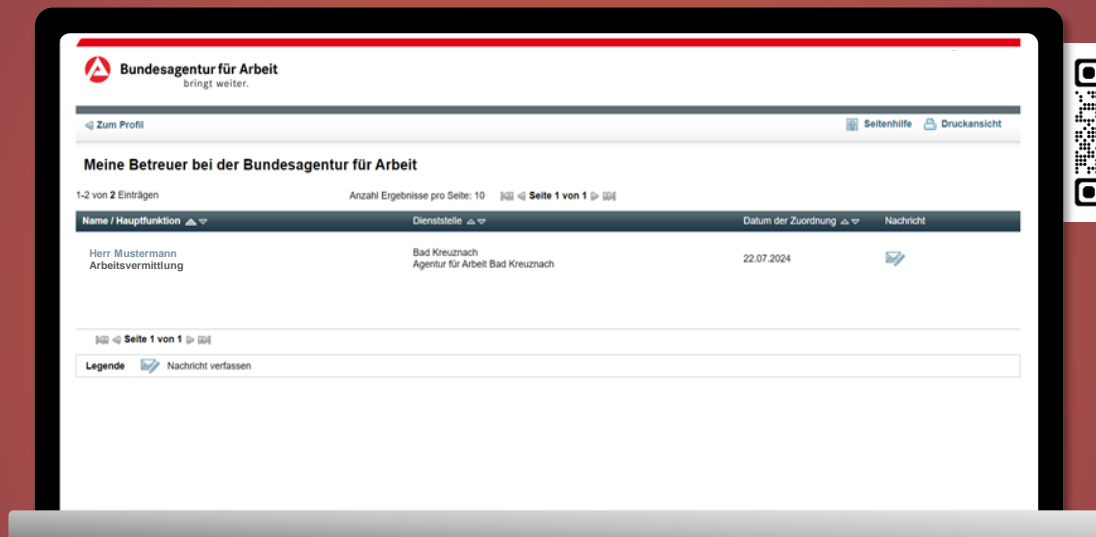 Bundesagentur für Arbeit
bringt weiter.
Zum Profil
Seitenhilfe Druckansicht
Meine Betreuer bei der Bundesagentur für Arbeit
1-2 von 2 Einträgen Anzahl Ergebnisse pro Seite: 10 Seite 1 von 1
Name / Hauptfunktion Dienststelle Datum der Zuordnung Nachricht
Herr Mustermann Bad Kreuznach
Arbeitsvermittlung Agentur für Arbeit Bad Kreuznach 22.07.2024
Seite 1 von 1
Legende Nachricht verfassen